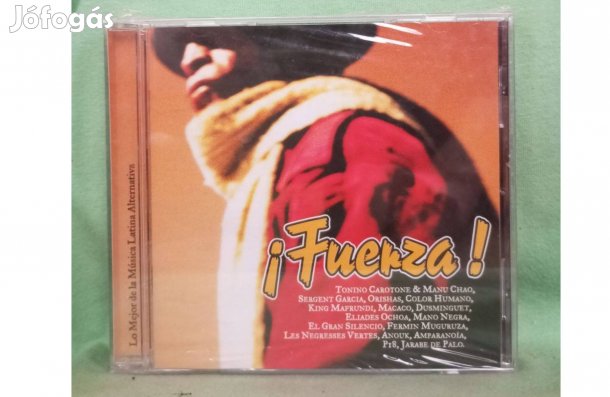 Jófogás
Lo Mejor de la Música Latina Alternativa
¡Fuerza!
Tonino Carotone & Manu Chao,
Sergent Garcia, Orishas, Color Humano,
King Mafrundi, Macaco, Dusminguet,
Eliades Ochoa, Mano Negra,
El Gran Silencio, Fermin Muguruza,
Les Negresses Vertes, Anouk, Amparanoïa,
P18, Jarabe de Palo.